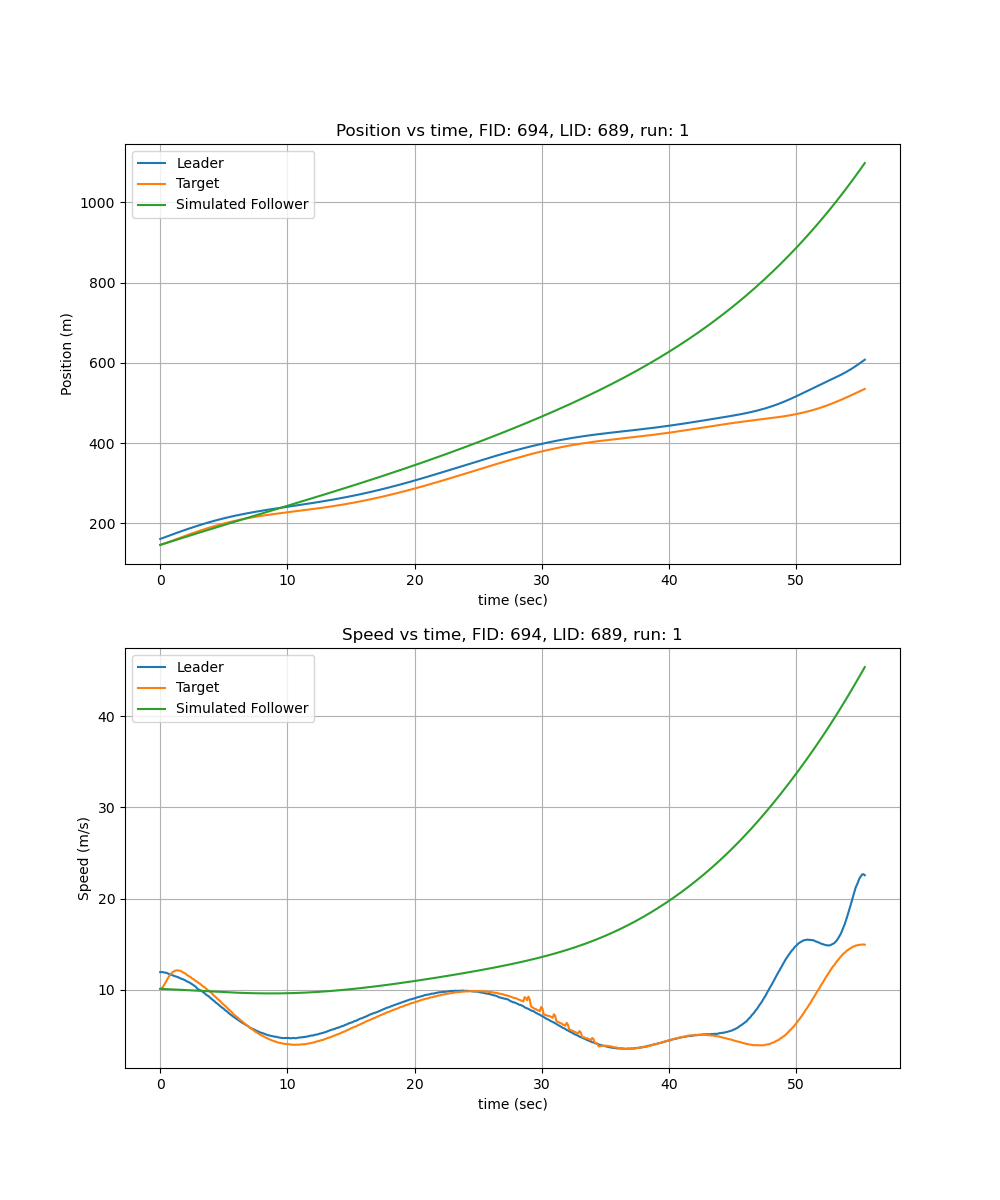 Position vs time, FID: 694, LID: 689, run: 1
Leader
Target
Simulated Follower
Position (m)
1000
800
600
400
200
0 10 20 30 40 50
time (sec)
Speed vs time, FID: 694, LID: 689, run: 1
Leader
Target
Simulated Follower
Speed (m/s)
40
30
20
10
0 10 20 30 40 50
time (sec)